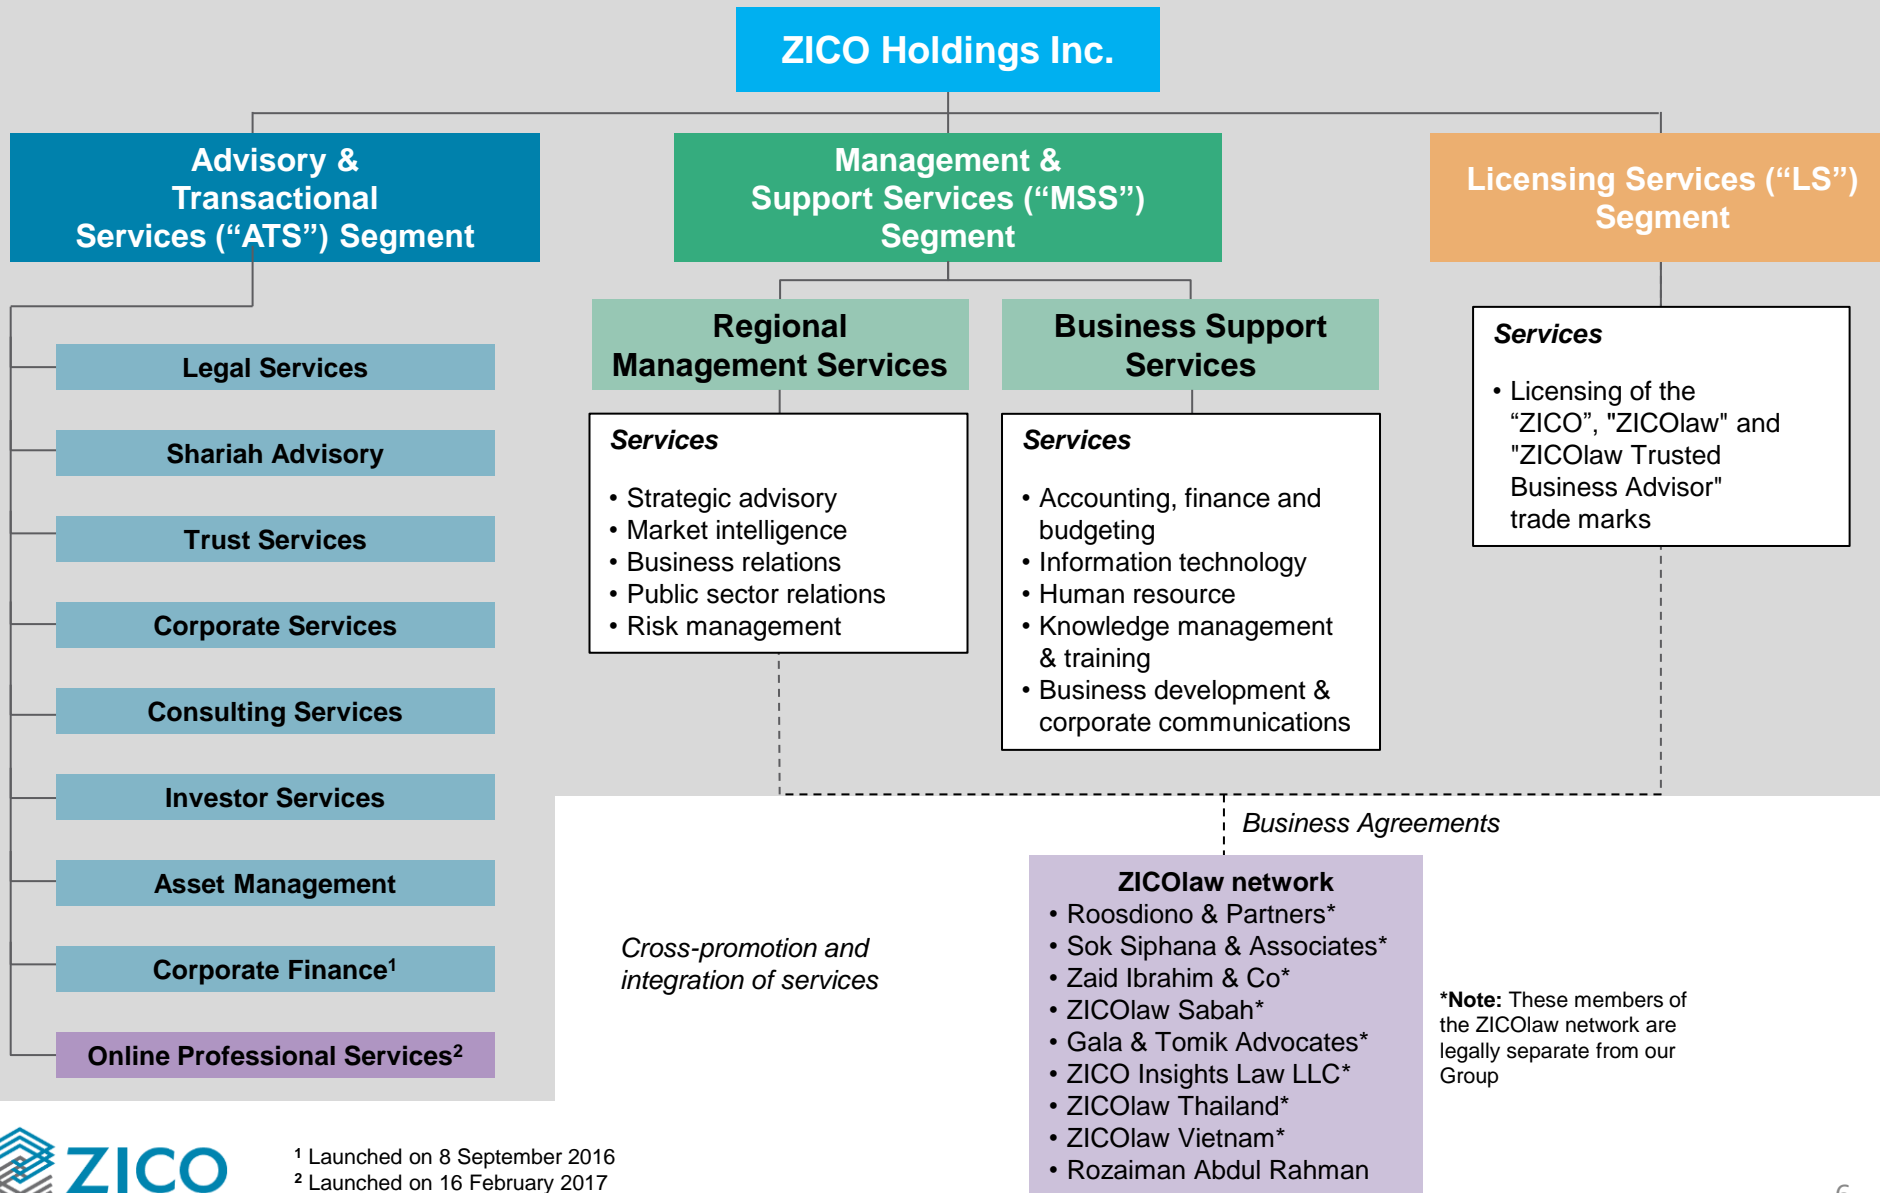 ZICO Holdings Inc.
Advisory &
Transactional
Services (“ATS”) Segment
Legal Services
Shariah Advisory
Trust Services
Corporate Services
Consulting Services
Investor Services
Asset Management
Corporate Finance¹
Online Professional Services²
Management &
Support Services (“MSS”)
Segment
Regional
Management Services
Services
• Strategic advisory
• Market intelligence
• Business relations
• Public sector relations
• Risk management
Business Support
Services
Services
• Accounting, finance and
budgeting
• Information technology
• Human resource
• Knowledge management
& training
• Business development &
corporate communications
Licensing Services (“LS”)
Segment
Services
• Licensing of the
“ZICO”, "ZICOlaw" and
"ZICOlaw Trusted
Business Advisor"
trade marks
Business Agreements
Cross-promotion and
integration of services
ZICOlaw network
• Roosdiono & Partners*
• Sok Siphana & Associates*
• Zaid Ibrahim & Co*
• ZICOlaw Sabah*
• Gala & Tomik Advocates*
• ZICO Insights Law LLC*
• ZICOlaw Thailand*
• ZICOlaw Vietnam*
• Rozaiman Abdul Rahman
*Note: These members of
the ZICOlaw network are
legally separate from our
Group
ZICO
¹ Launched on 8 September 2016
² Launched on 16 February 2017
6